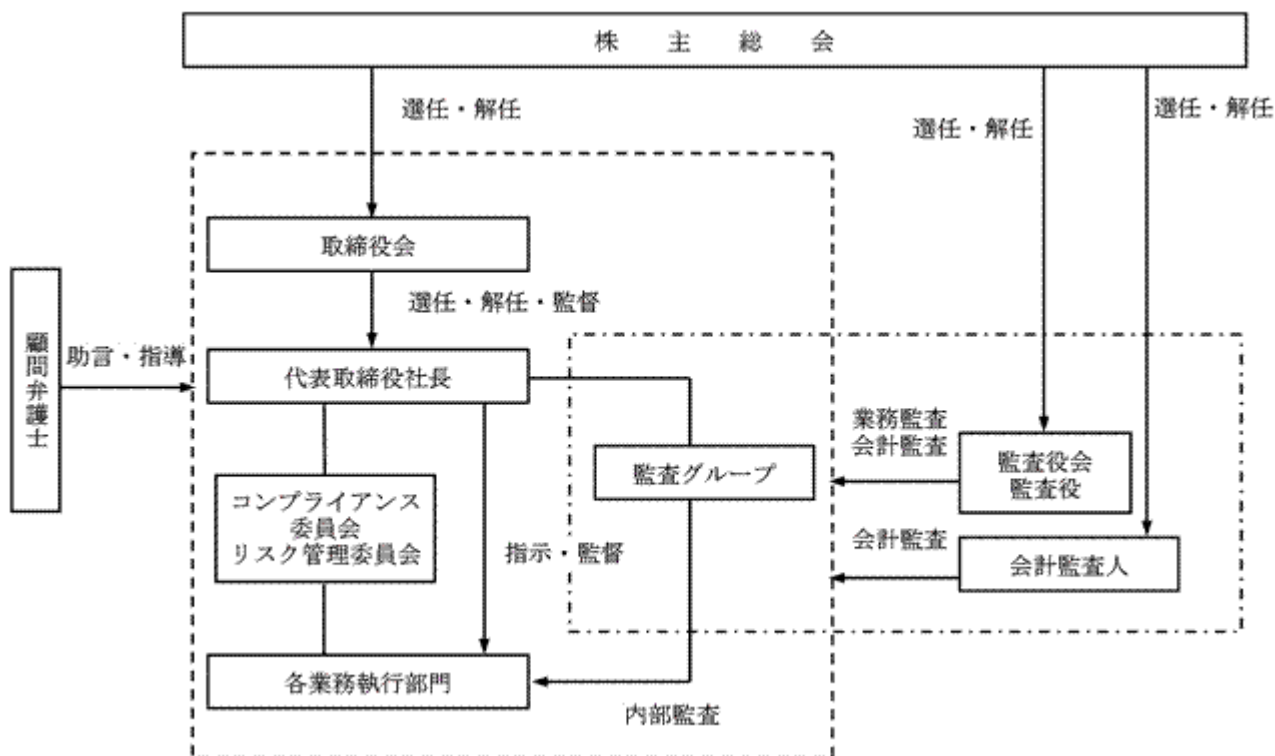 株主総会
選任・解任
選任・解任
選任・解任
取締役会
選任・解任・監督
顧問弁護士
助言・指導
代表取締役社長
業務監査
会計監査
監査役会
監査役
監査グループ
コンプライアンス
委員会
リスク管理委員会
指示・監督
会計監査
会計監査人
各業務執行部門
内部監査